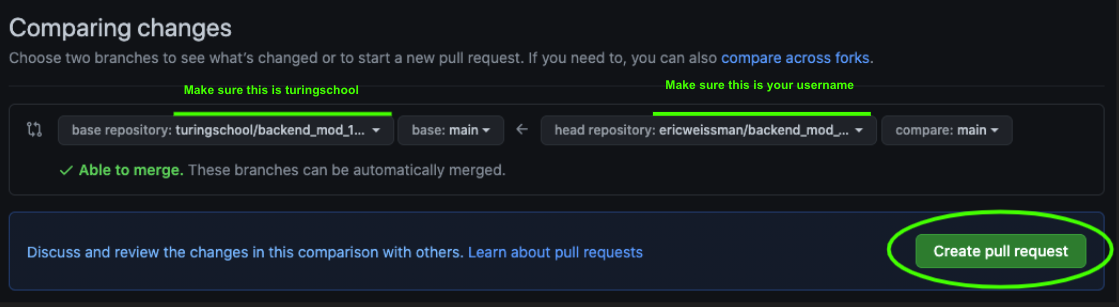 Comparing changes
Choose two branches to see what's changed or to start a new pull request. If you need to, you can also compare across forks.
Make sure this is turingschool
Make sure this is your username
base repository: turingschool/backend_mod_1... base: main head repository: ericweissman/backend_mod_... compare: main
Able to merge. These branches can be automatically merged.
Discuss and review the changes in this comparison with others. Learn about pull requests
Create pull request